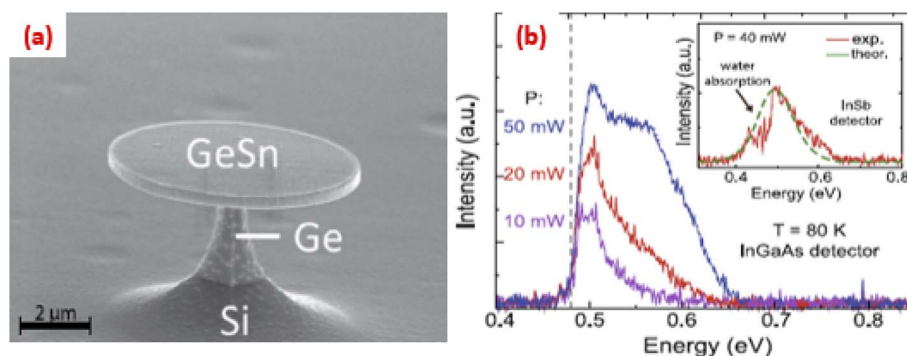 (a)
GeSn
Ge
Si
2 μm
(b)
Intensity (a.u.)
P:
50 mW
20 mW
10 mW
T = 80 K
InGaAs detector
0.4
0.5
0.6
0.7
0.8
Energy (eV)
P = 40 mW
exp.
theor.
water
absorption
InSb
detector
Intensity (a.u.)
0.4
0.6
0.8
Energy (eV)